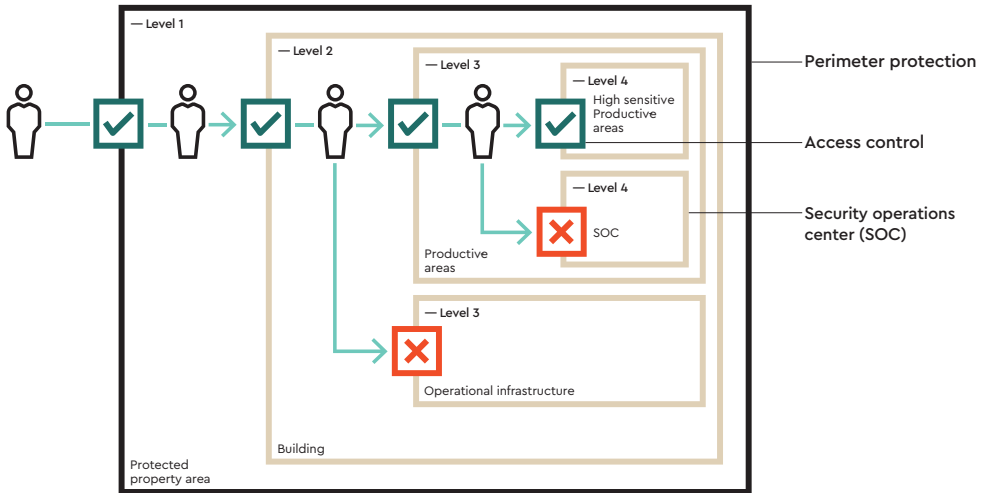 — Level 1
— Level 2
— Level 3
— Level 4
High sensitive
Productive
areas
— Level 4
SOC
Productive
areas
— Level 3
Operational infrastructure
Building
Protected
property area
Perimeter protection
Access control
Security operations
center (SOC)